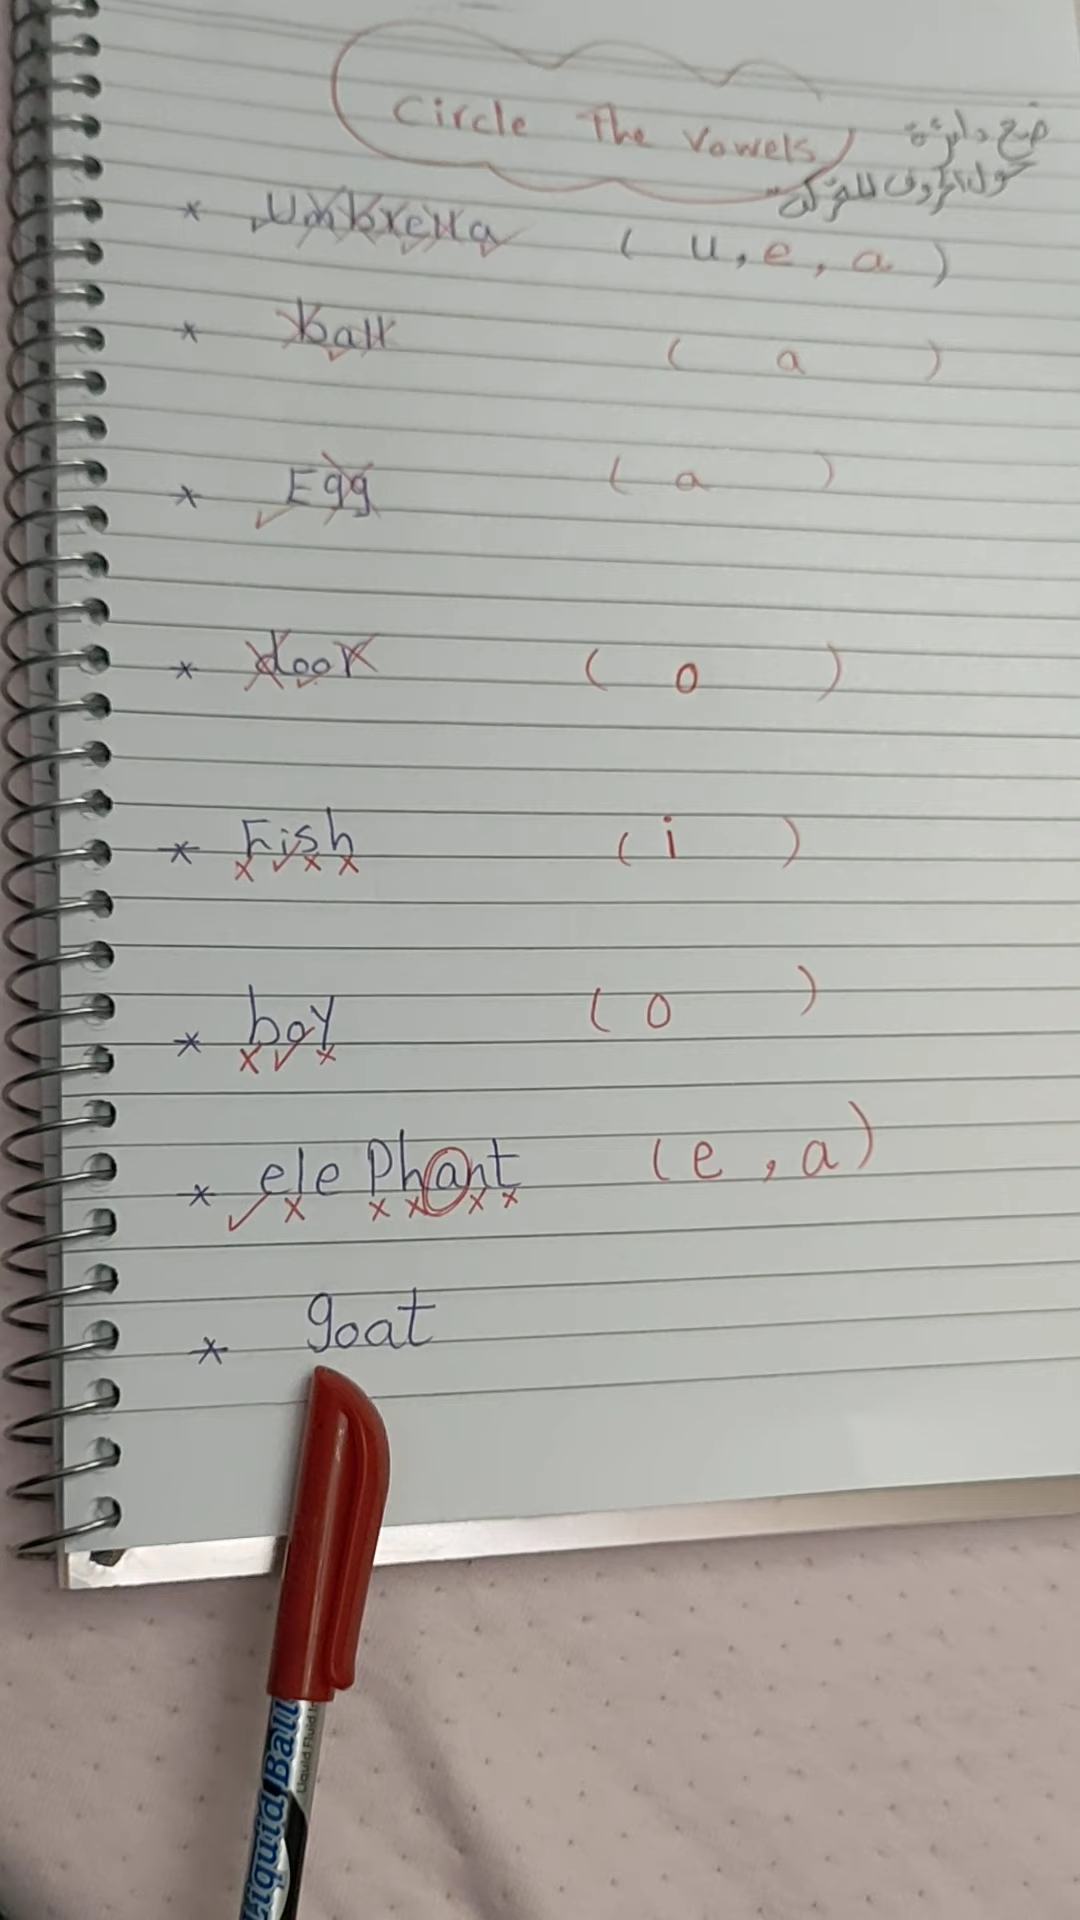 Circle The Vowels
ضع دائرة
حول الحروف المتحركة
* Umbrella ( u, e, a )
* ball ( a )
* Egg ( a )
* door ( o )
* Fish ( i )
* boy ( o )
* elePhant ( e , a )
* goat
Liquid Ball